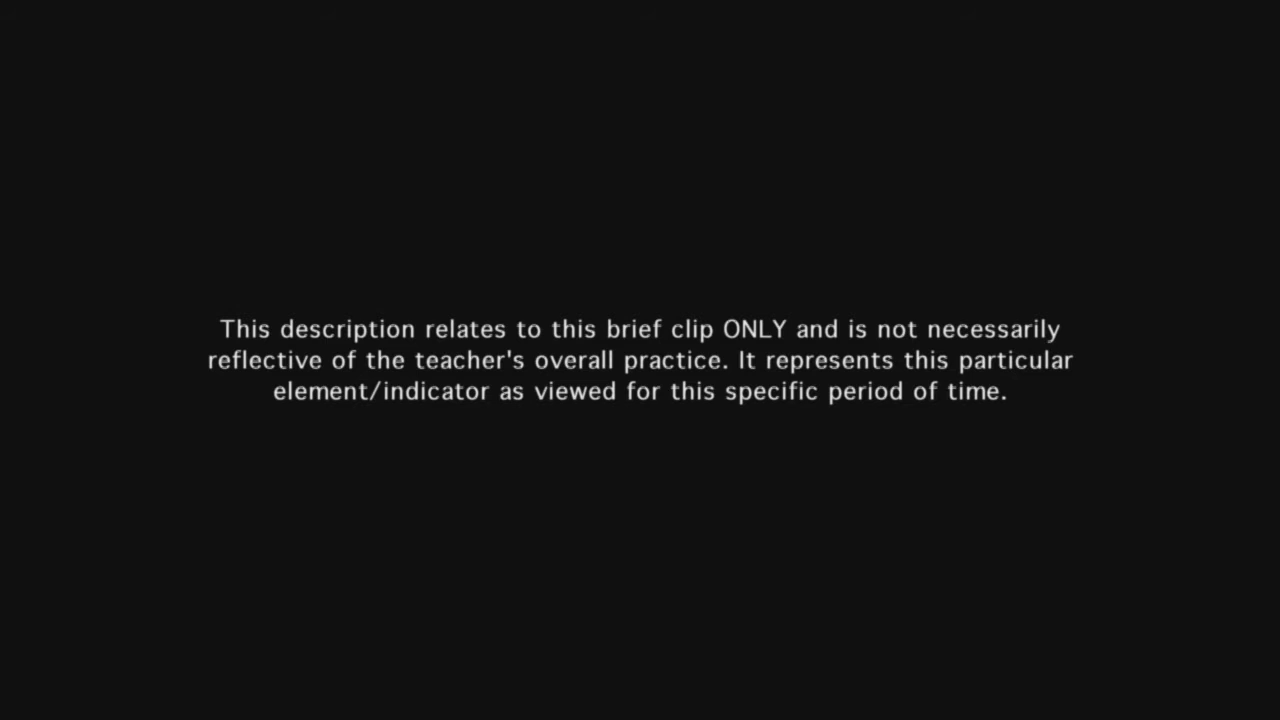 This description relates to this brief clip ONLY and is not necessarily
reflective of the teacher's overall practice. It represents this particular
element/indicator as viewed for this specific period of time.